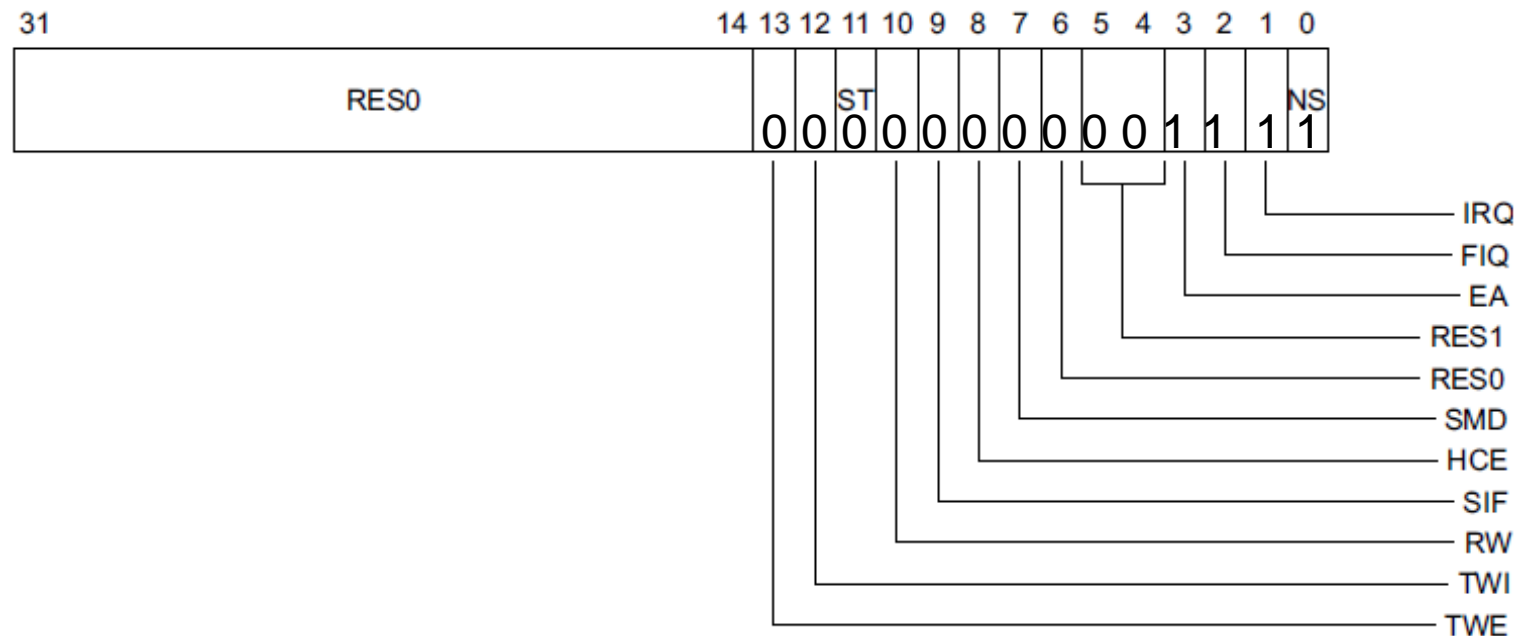 31 14 13 12 11 10 9 8 7 6 5 4 3 2 1 0
RES0 ST NS
0 0 0 0 0 0 0 0 0 0 1 1 1 1
IRQ
FIQ
EA
RES1
RES0
SMD
HCE
SIF
RW
TWI
TWE